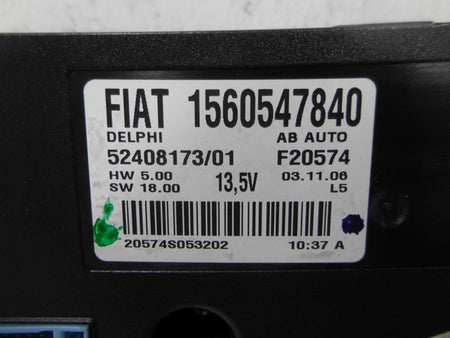 FIAT 1560547840
DELPHI AB AUTO
52408173/01 F20574
HW 5.00 13,5V 03.11.06
SW 18.00 L5
20574S053202 10:37 A